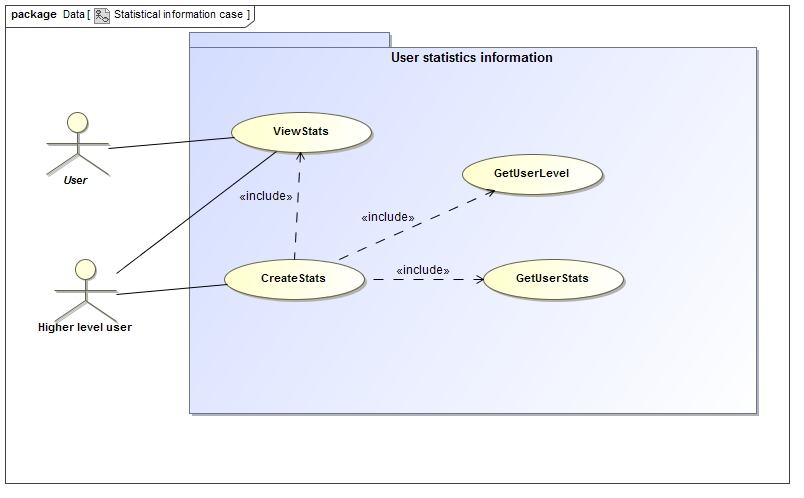 package Data [ Statistical information case ]
User statistics information
ViewStats
User
GetUserLevel
«include»
«include»
«include»
CreateStats
GetUserStats
Higher level user